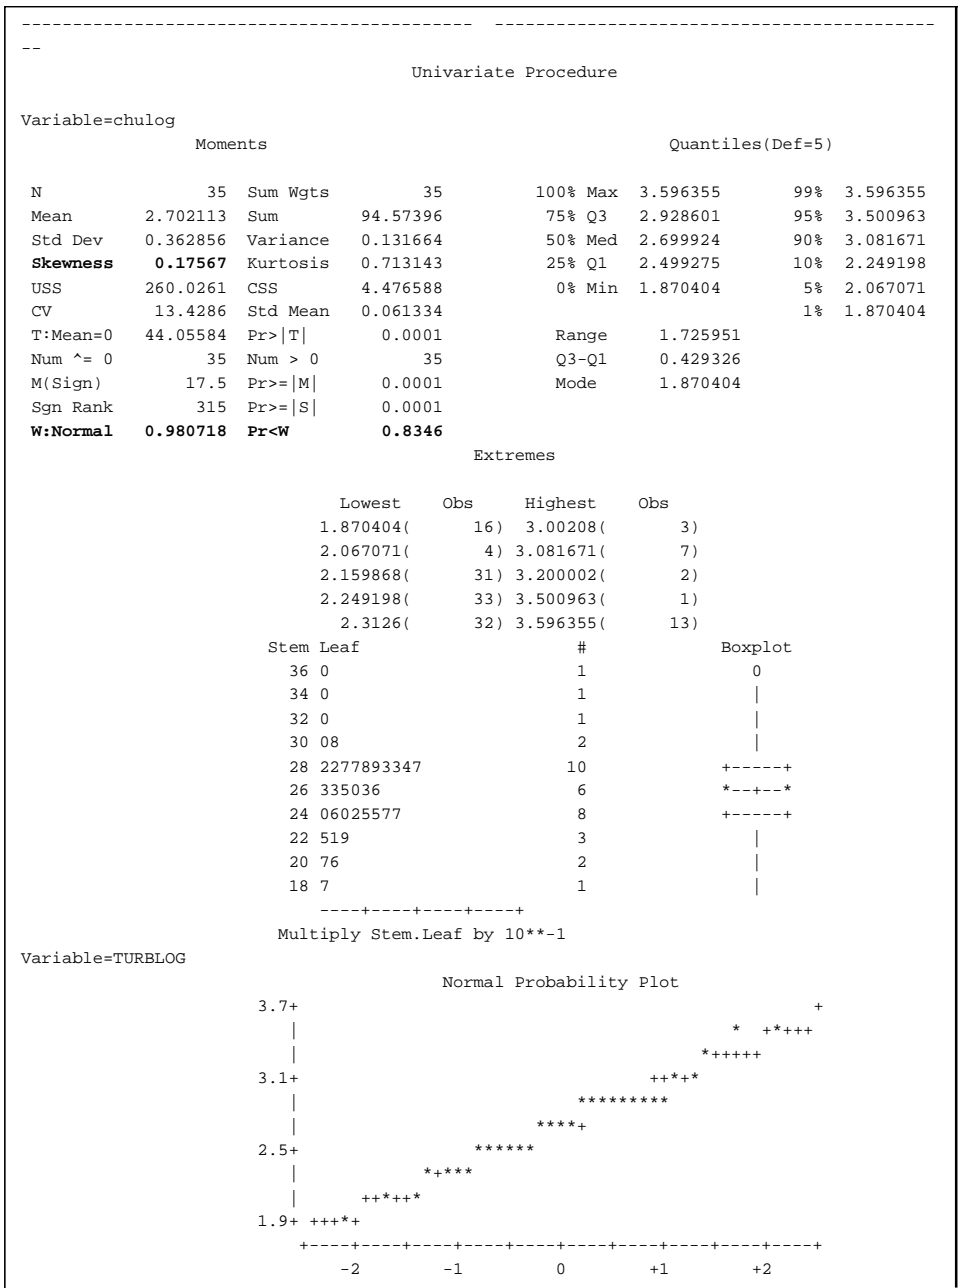 ------------------------------------------- -------------------------------------------
--
Univariate Procedure
Variable=chulog
Moments Quantiles(Def=5)
N 35 Sum Wgts 35 100% Max 3.596355 99% 3.596355
Mean 2.702113 Sum 94.57396 75% Q3 2.928601 95% 3.500963
Std Dev 0.362856 Variance 0.131664 50% Med 2.699924 90% 3.081671
Skewness 0.17567 Kurtosis 0.713143 25% Q1 2.499275 10% 2.249198
USS 260.0261 CSS 4.476588 0% Min 1.870404 5% 2.067071
CV 13.4286 Std Mean 0.061334 1% 1.870404
T:Mean=0 44.05584 Pr>|T| 0.0001 Range 1.725951
Num ^= 0 35 Num > 0 35 Q3-Q1 0.429326
M(Sign) 17.5 Pr>=|M| 0.0001 Mode 1.870404
Sgn Rank 315 Pr>=|S| 0.0001
W:Normal 0.980718 Pr<W 0.8346
Extremes
Lowest Obs Highest Obs
1.870404( 16) 3.00208( 3)
2.067071( 4) 3.081671( 7)
2.159868( 31) 3.200002( 2)
2.249198( 33) 3.500963( 1)
2.3126( 32) 3.596355( 13)
Stem Leaf # Boxplot
36 0 1 0
34 0 1 |
32 0 1 |
30 08 2 |
28 2277893347 10 +-----+
26 335036 6 *--+--*
24 06025577 8 +-----+
22 519 3 |
20 76 2 |
18 7 1 |
----+----+----+----+
Multiply Stem.Leaf by 10**-1
Variable=TURBLOG
Normal Probability Plot
3.7+ +
| * +*+++
| *+++++
3.1+ ++*+*
| *********
| ****+
2.5+ ******
| *+***
| ++*++*
1.9+ +++*+
+----+----+----+----+----+----+----+----+----+----+
-2 -1 0 +1 +2